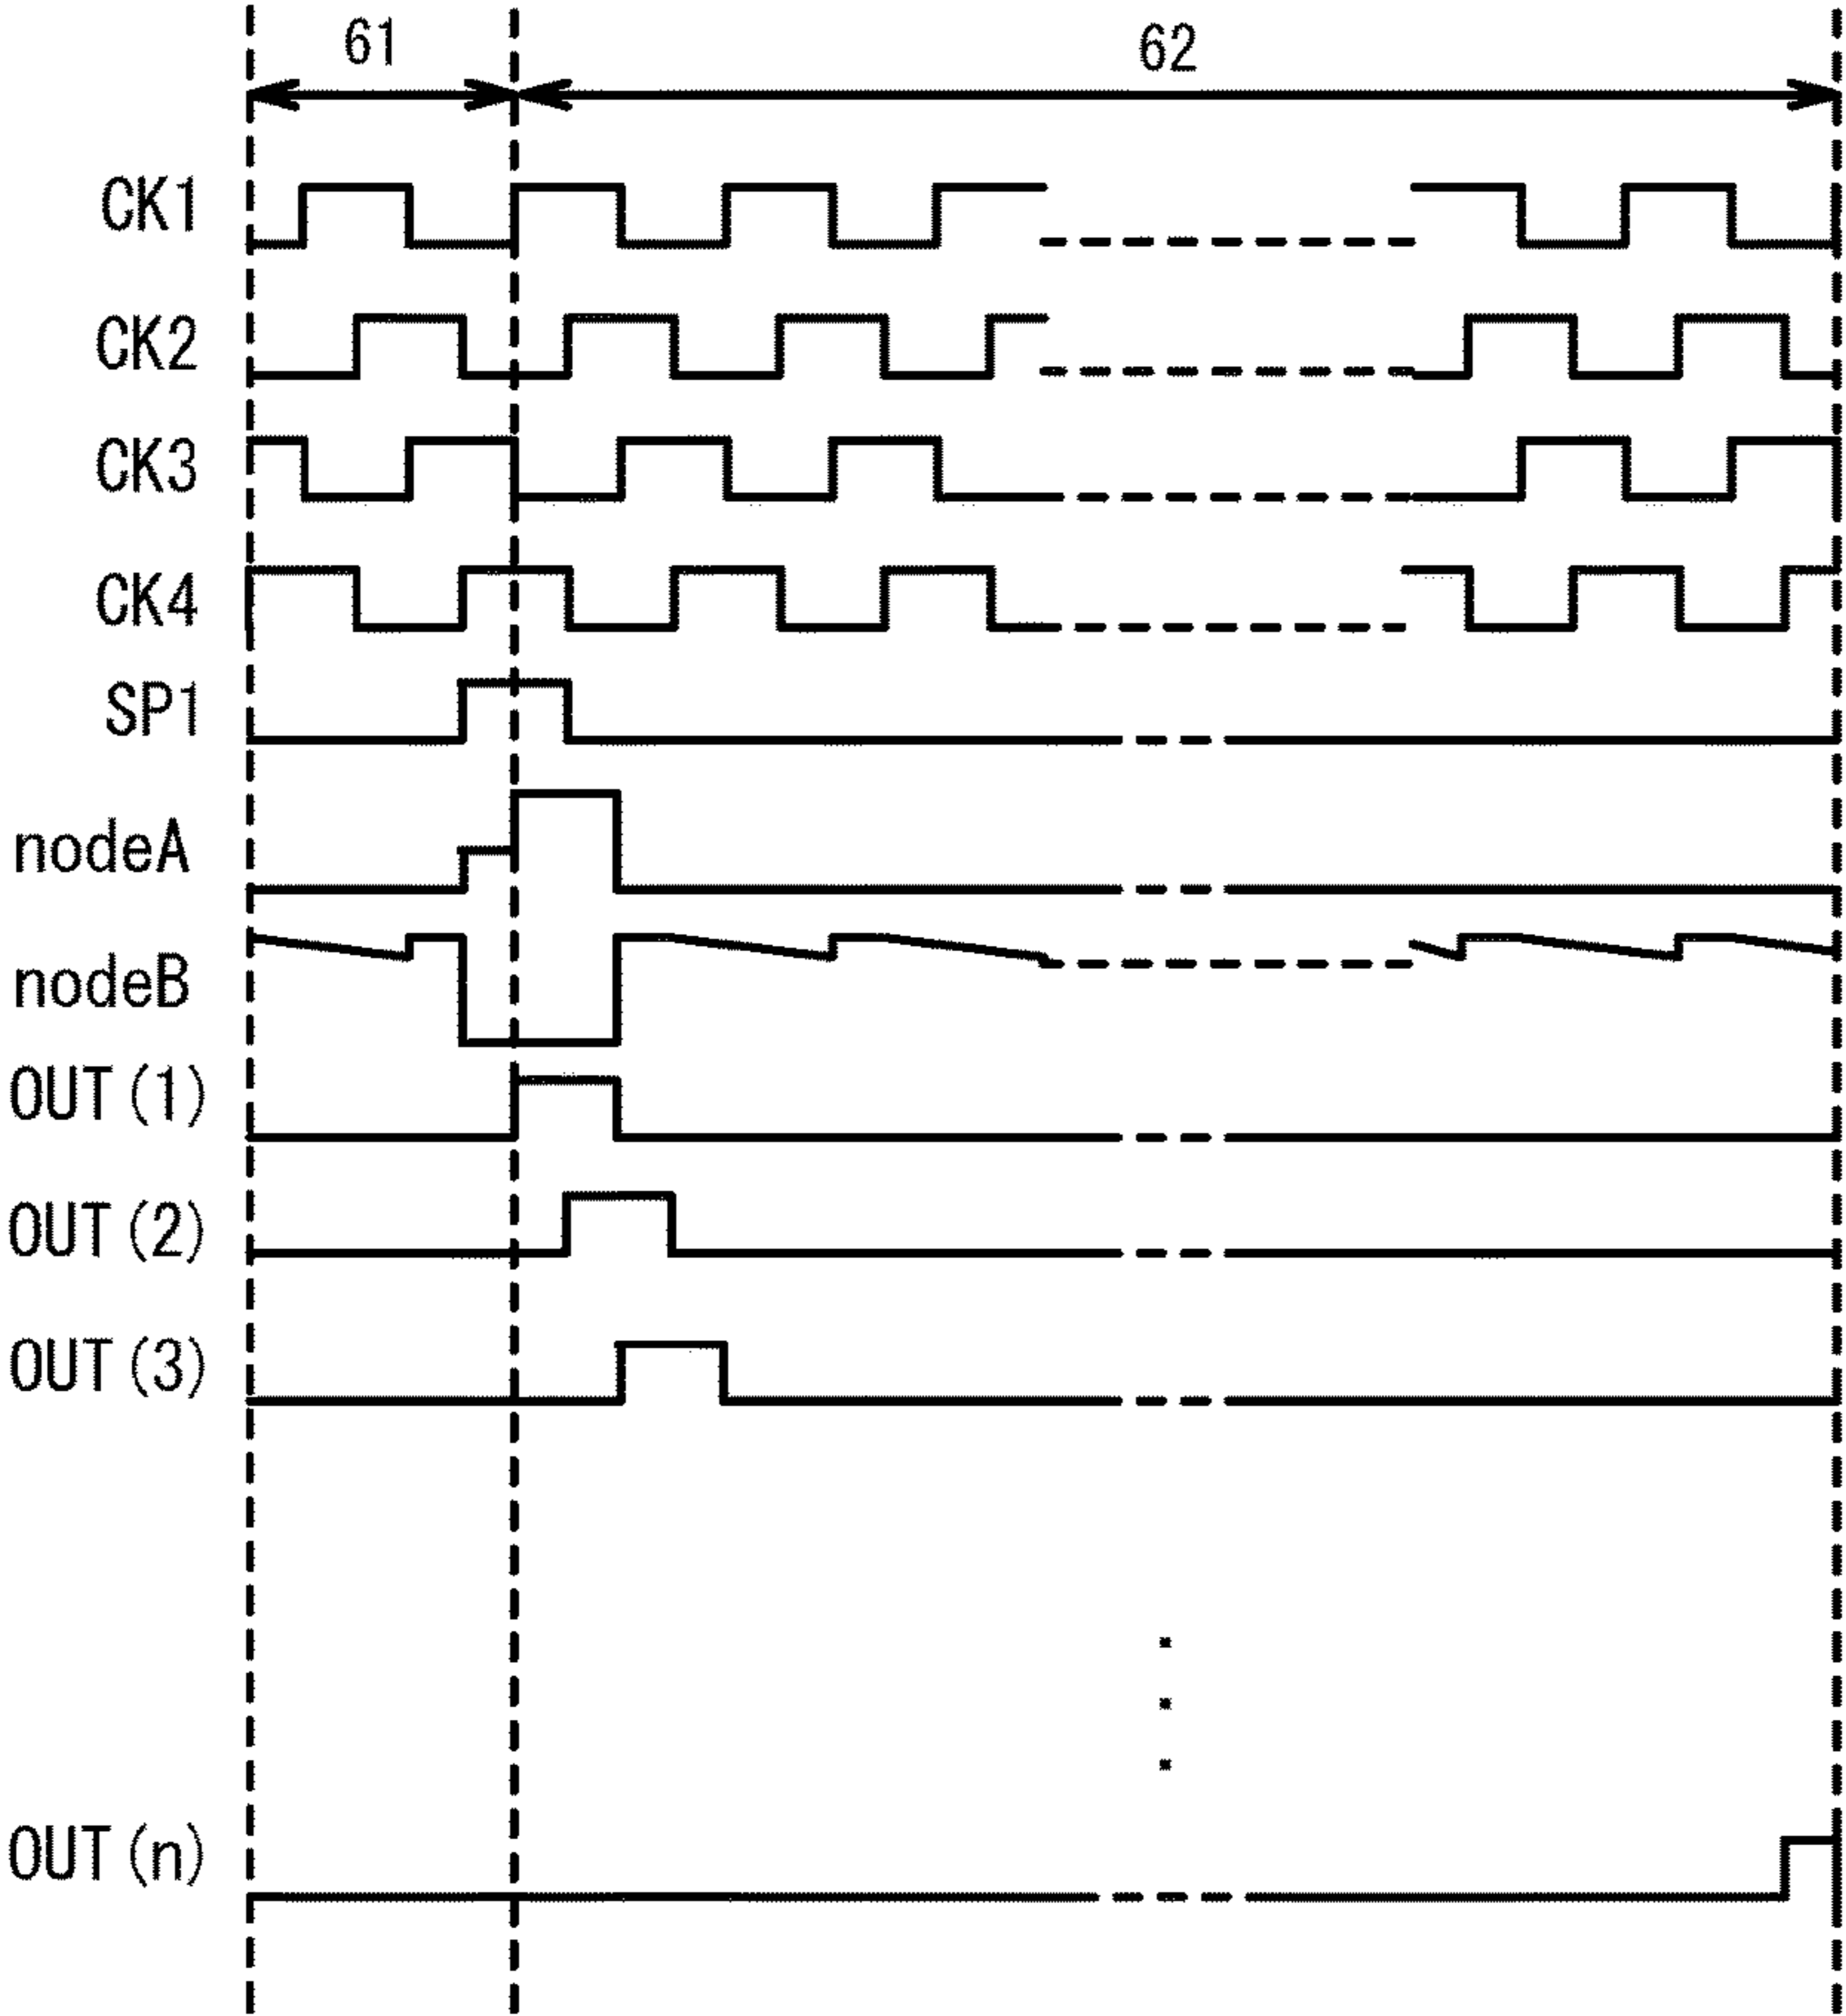 61
62
CK1
CK2
CK3
CK4
SP1
nodeA
nodeB
OUT(1)
OUT(2)
OUT(3)
OUT(n)